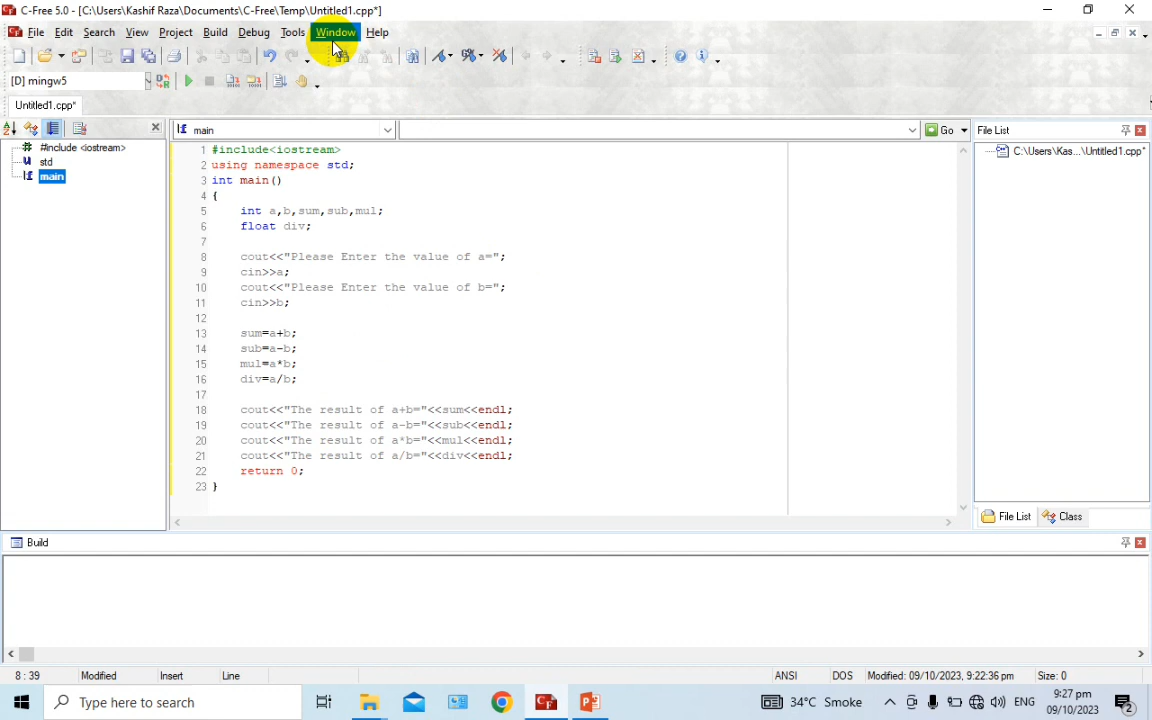 C-Free 5.0 - [C:\Users\Kashif Raza\Documents\C-Free\Temp\Untitled1.cpp*]
File Edit Search View Project Build Debug Tools Window Help
[D] mingw5
Untitled1.cpp*
main
Go
File List
#include <iostream>
std
main
C:\Users\Kas...\Untitled1.cpp*
1 #include<iostream>
2 using namespace std;
3 int main()
4 {
5 int a,b,sum,sub,mul;
6 float div;
7
8 cout<<"Please Enter the value of a=";
9 cin>>a;
10 cout<<"Please Enter the value of b=";
11 cin>>b;
12
13 sum=a+b;
14 sub=a-b;
15 mul=a*b;
16 div=a/b;
17
18 cout<<"The result of a+b="<<sum<<endl;
19 cout<<"The result of a-b="<<sub<<endl;
20 cout<<"The result of a*b="<<mul<<endl;
21 cout<<"The result of a/b="<<div<<endl;
22 return 0;
23 }
File List Class
Build
8 : 39 Modified Insert Line ANSI DOS Modified: 09/10/2023, 9:22:36 pm Size: 0
Type here to search
34°C Smoke
ENG
9:27 pm
09/10/2023
2